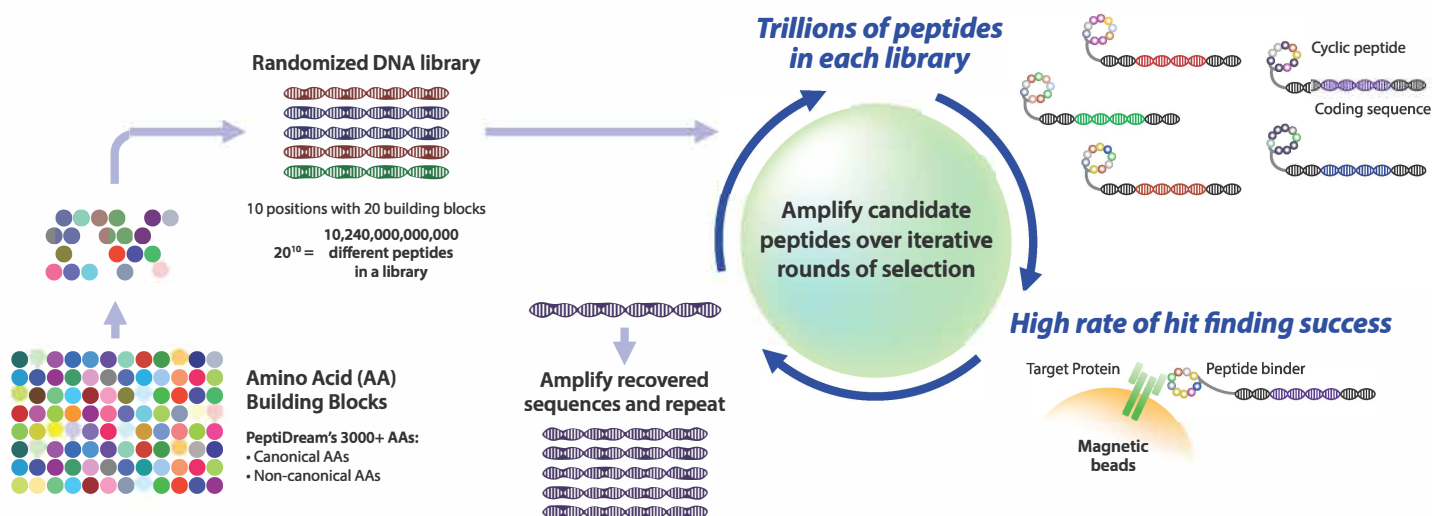 Trillions of peptides
in each library
Randomized DNA library
Cyclic peptide
Coding sequence
10 positions with 20 building blocks
20¹⁰ = 10,240,000,000,000
different peptides
in a library
Amplify candidate
peptides over iterative
rounds of selection
High rate of hit finding success
Target Protein
Peptide binder
Magnetic
beads
Amino Acid (AA)
Building Blocks
PeptiDream's 3000+ AAs:
• Canonical AAs
• Non-canonical AAs
Amplify recovered
sequences and repeat